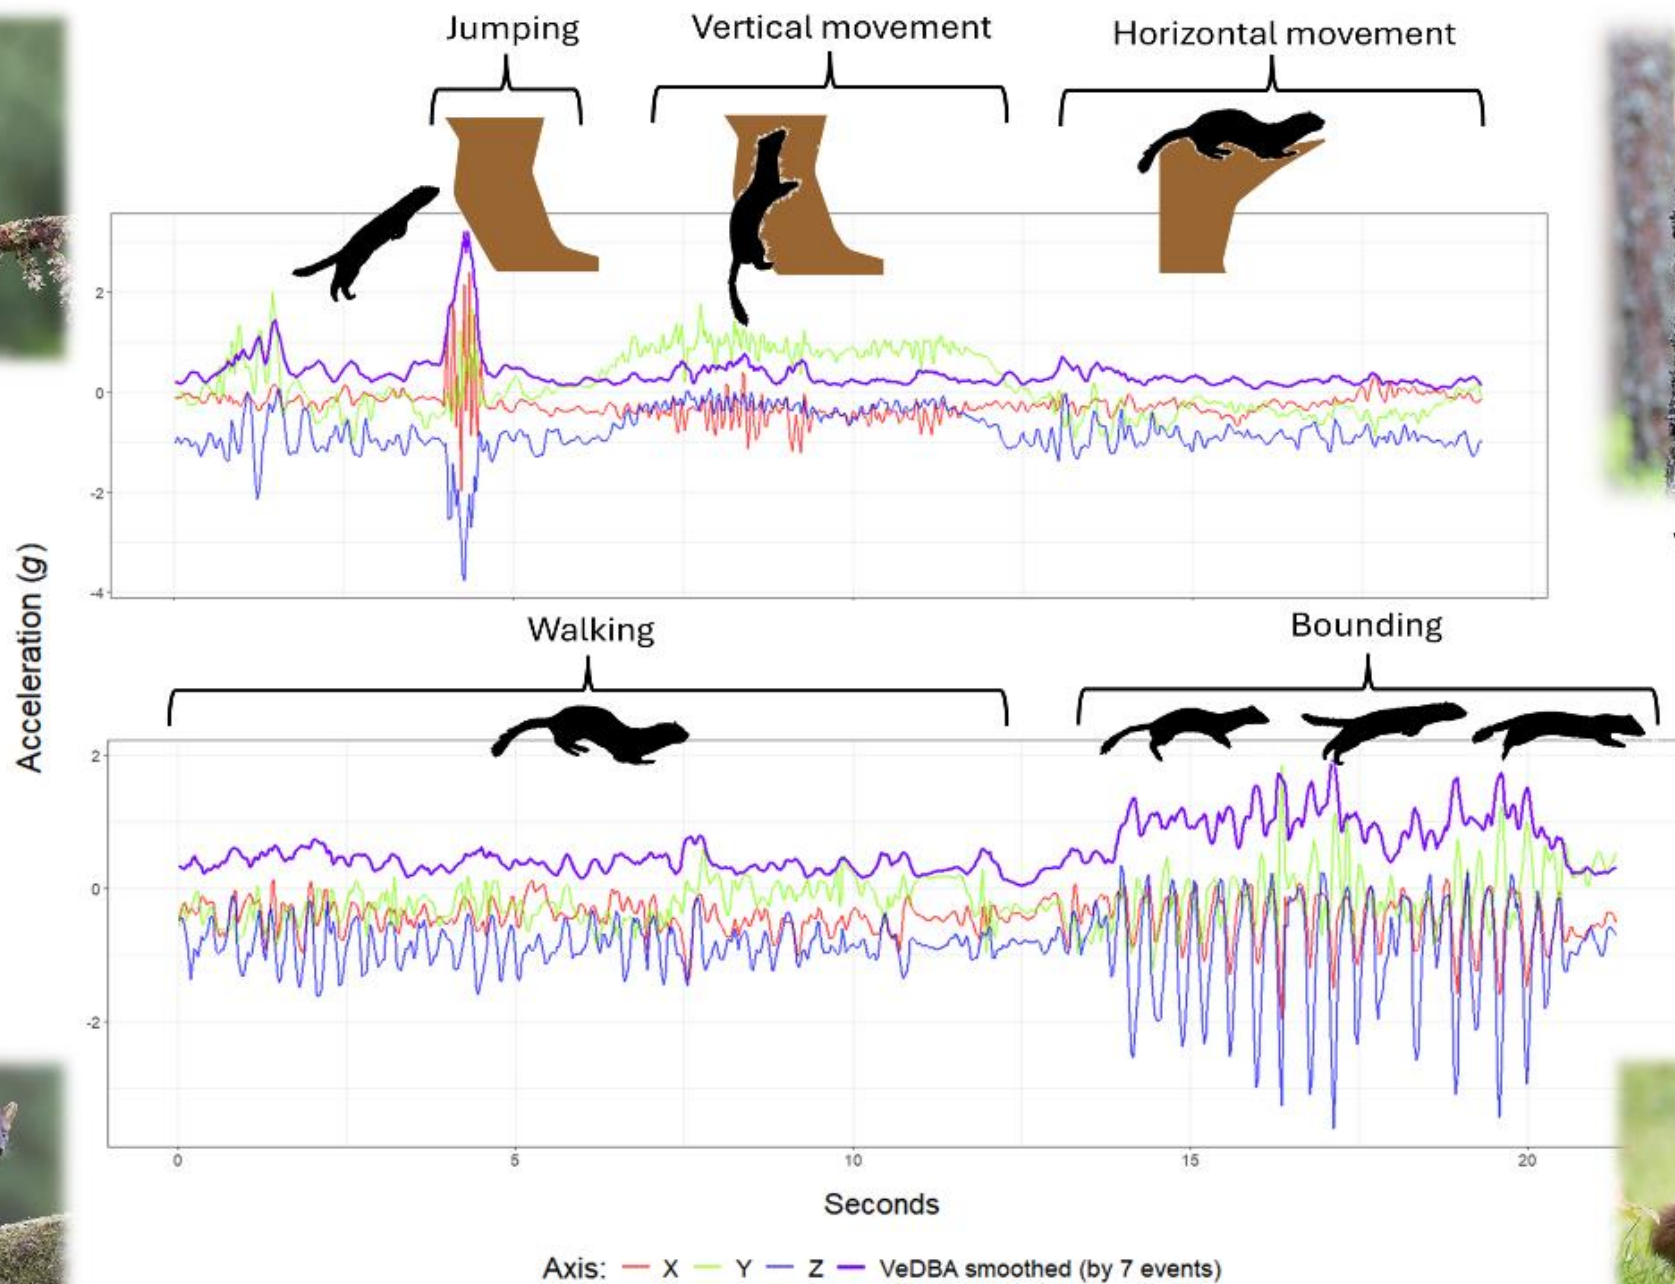 Jumping
Vertical movement
Horizontal movement
2
0
-2
-4
Acceleration (g)
Walking
Bounding
2
0
-2
0 5 10 15 20
Seconds
Axis: X Y Z VeDBA smoothed (by 7 events)